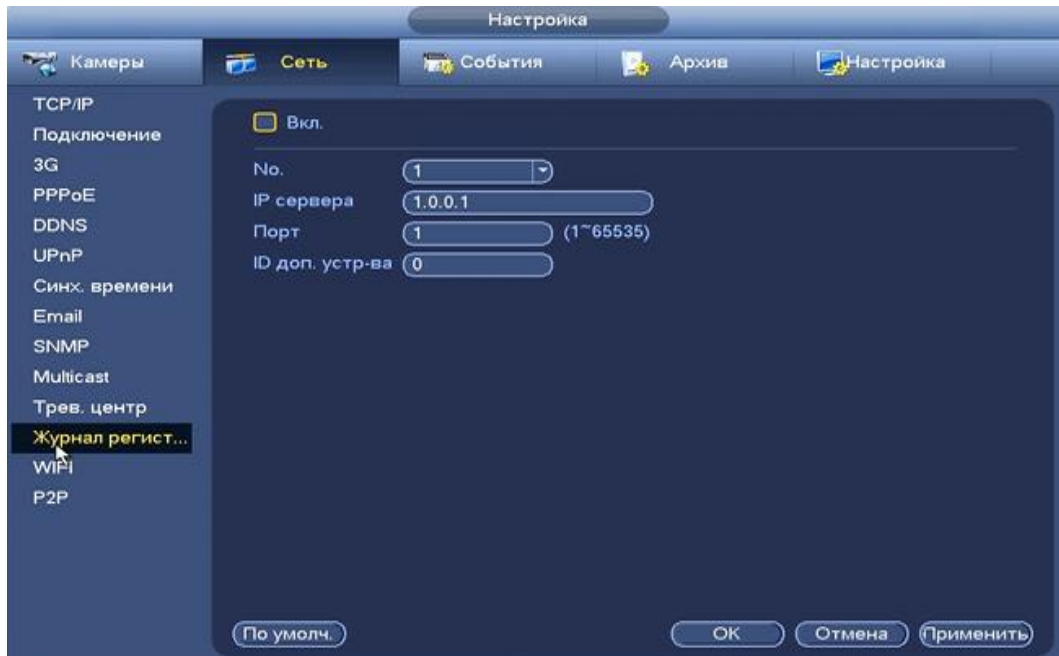 Настройка
Камеры Сеть События Архив Настройка
TCP/IP
Подключение
3G
PPPoE
DDNS
UPnP
Синх. времени
Email
SNMP
Multicast
Трев. центр
Журнал регист...
WIFI
P2P
Вкл.
No. 1
IP сервера 1.0.0.1
Порт 1 (1~65535)
ID доп. устр-ва 0
По умолч. OK Отмена Применить